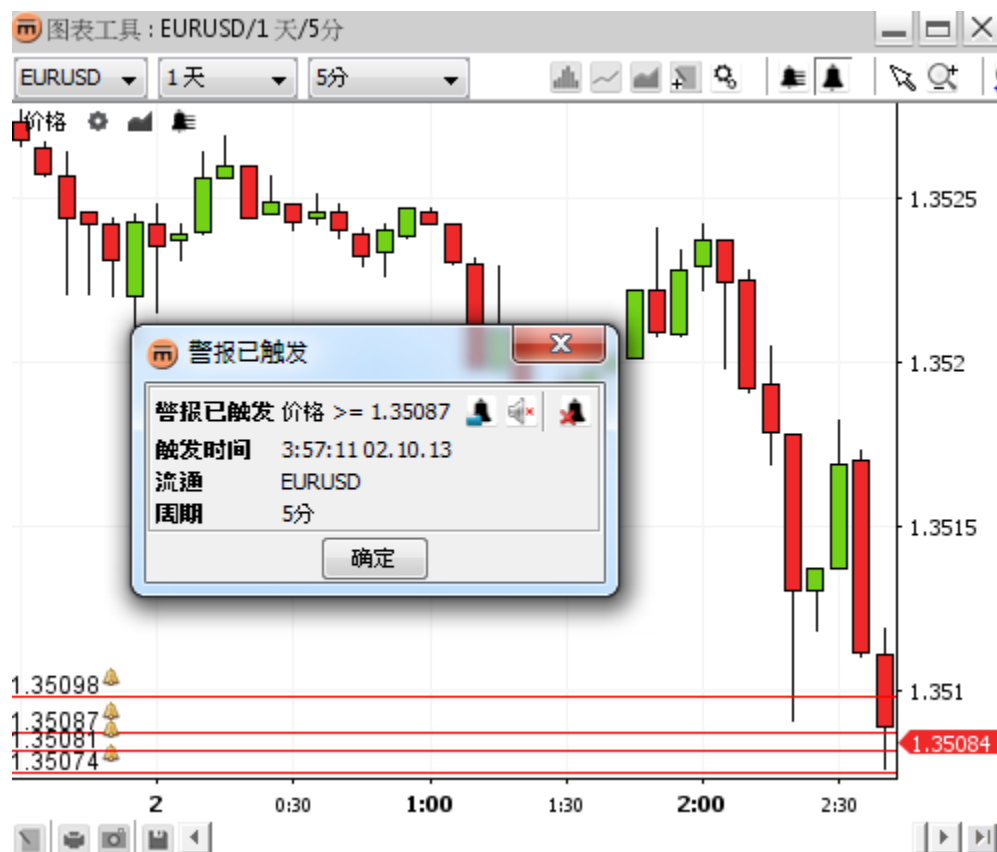 图表工具 : EURUSD/1 天/5分
EURUSD 1 天 5分
价格
1.3525
1.352
1.3515
1.351
1.35084
警报已触发
警报已触发 价格 >= 1.35087
触发时间 3:57:11 02.10.13
流通 EURUSD
周期 5分
确定
1.35098
1.35087
1.35081
1.35074
2 0:30 1:00 1:30 2:00 2:30